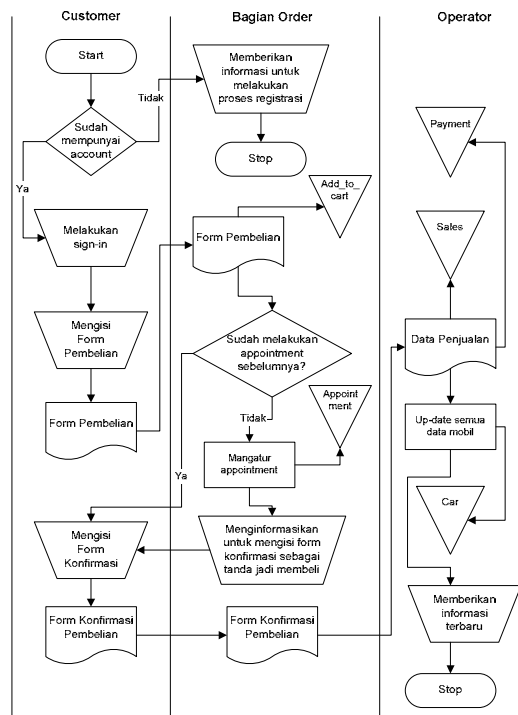 Customer
Bagian Order
Operator
Start
Sudah
mempunyai
account
Tidak
Ya
Memberikan
informasi untuk
melakukan
proses registrasi
Stop
Melakukan
sign-in
Mengisi
Form
Pembelian
Form Pembelian
Form Pembelian
Add_to_
cart
Sudah melakukan
appointment
sebelumnya?
Tidak
Ya
Appoint
ment
Mangatur
appointment
Menginformasikan
untuk mengisi form
konfirmasi sebagai
tanda jadi membeli
Mengisi
Form
Konfirmasi
Form Konfirmasi
Pembelian
Form Konfirmasi
Pembelian
Payment
Sales
Data Penjualan
Up-date semua
data mobil
Car
Memberikan
informasi
terbaru
Stop